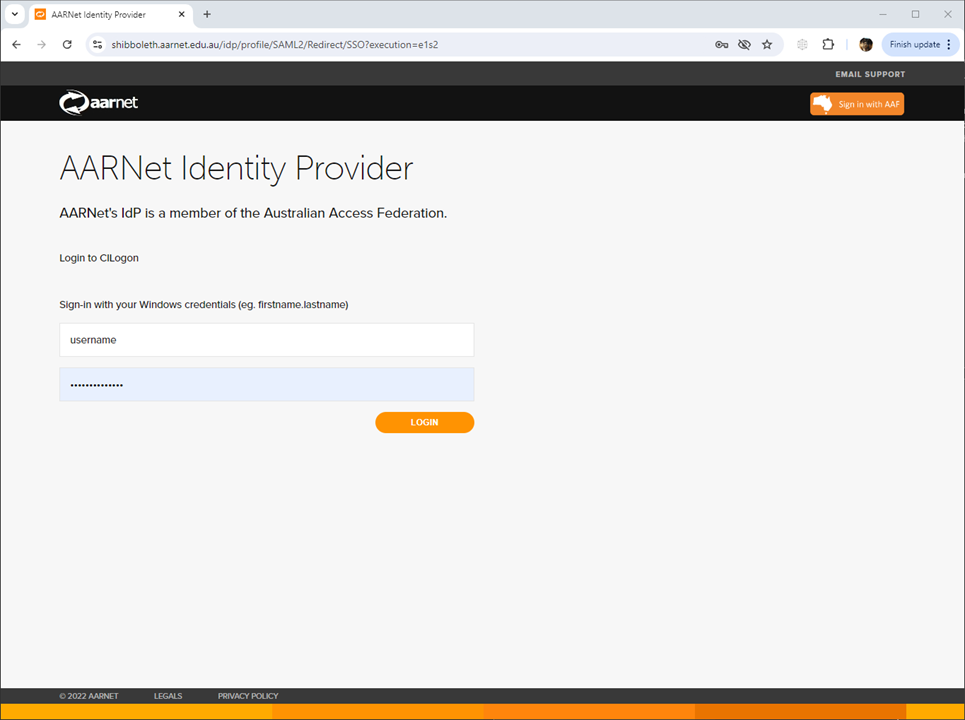 AARNet Identity Provider
shibboleth.aarnet.edu.au/idp/profile/SAML2/Redirect/SSO?execution=e1s2
Finish update
EMAIL SUPPORT
aarnet
Sign in with AAF
AARNet Identity Provider
AARNet's IdP is a member of the Australian Access Federation.
Login to CILogon
Sign-in with your Windows credentials (eg. firstname.lastname)
username
••••••••••••••
LOGIN
© 2022 AARNET LEGALS PRIVACY POLICY